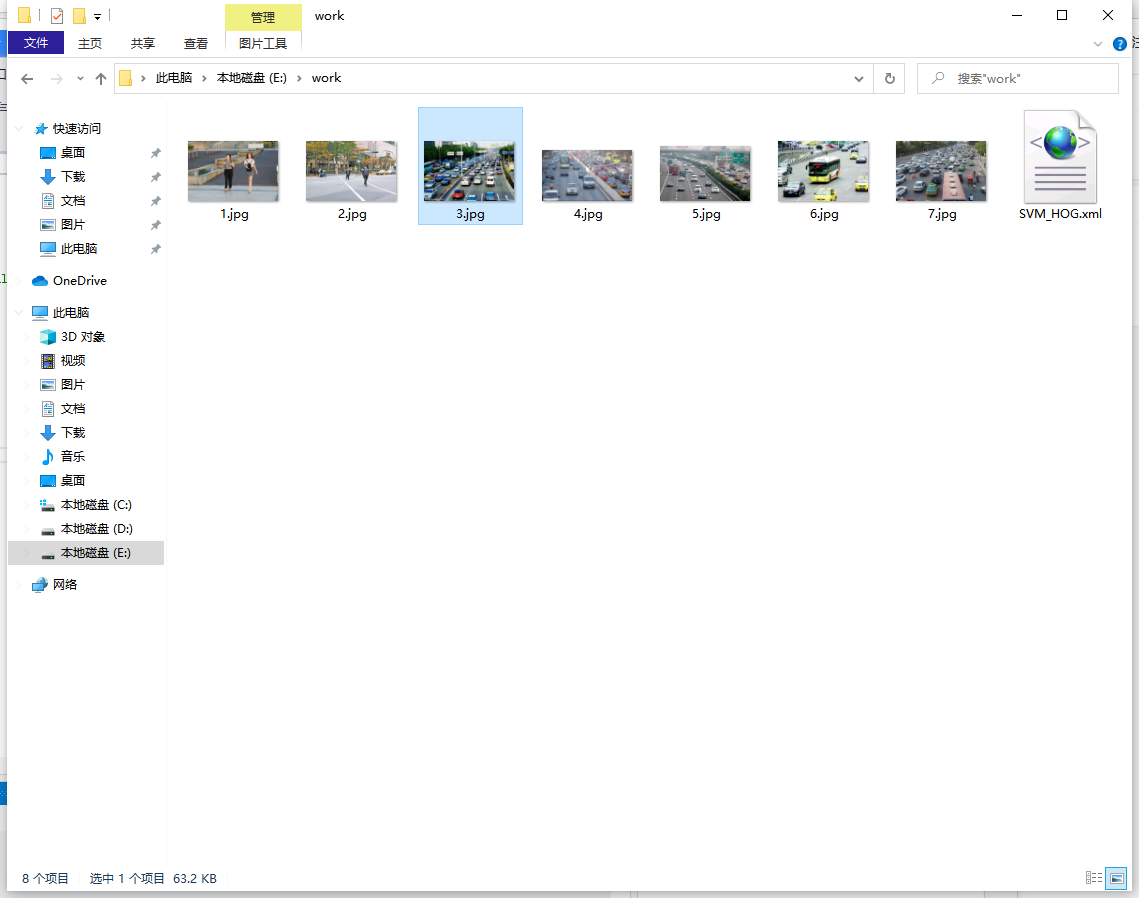 管理
work
文件
主页
共享
查看
图片工具
此电脑 本地磁盘 (E:) work
搜索"work"
快速访问
桌面
下载
文档
图片
此电脑
OneDrive
此电脑
3D 对象
视频
图片
文档
下载
音乐
桌面
本地磁盘 (C:)
本地磁盘 (D:)
本地磁盘 (E:)
网络
1.jpg
2.jpg
3.jpg
4.jpg
5.jpg
6.jpg
7.jpg
SVM_HOG.xml
8 个项目
选中 1 个项目 63.2 KB